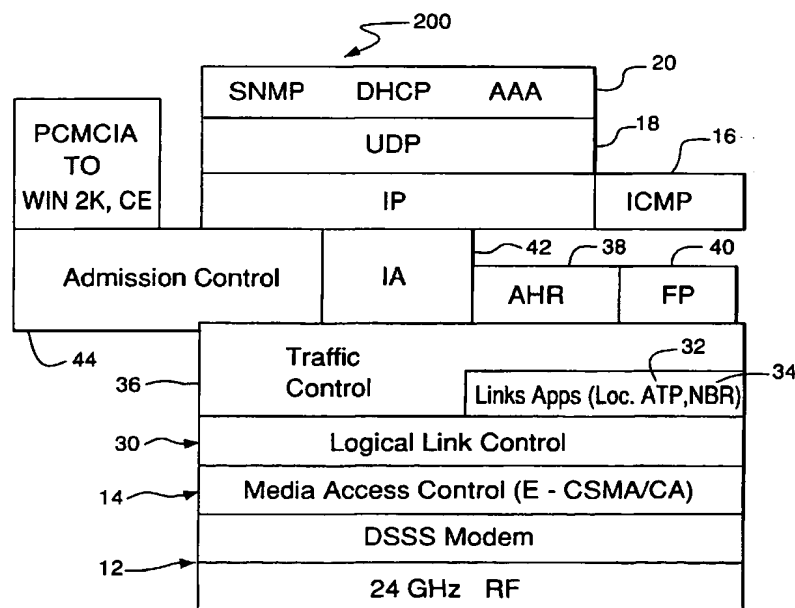 200
SNMP DHCP AAA
20
UDP
18
16
PCMCIA
TO
WIN 2K, CE
IP
ICMP
Admission Control
IA
42
38
40
AHR
FP
44
Traffic
Control
32
36
Links Apps (Loc. ATP,NBR)
34
30
Logical Link Control
14
Media Access Control (E - CSMA/CA)
DSSS Modem
12
24 GHz RF